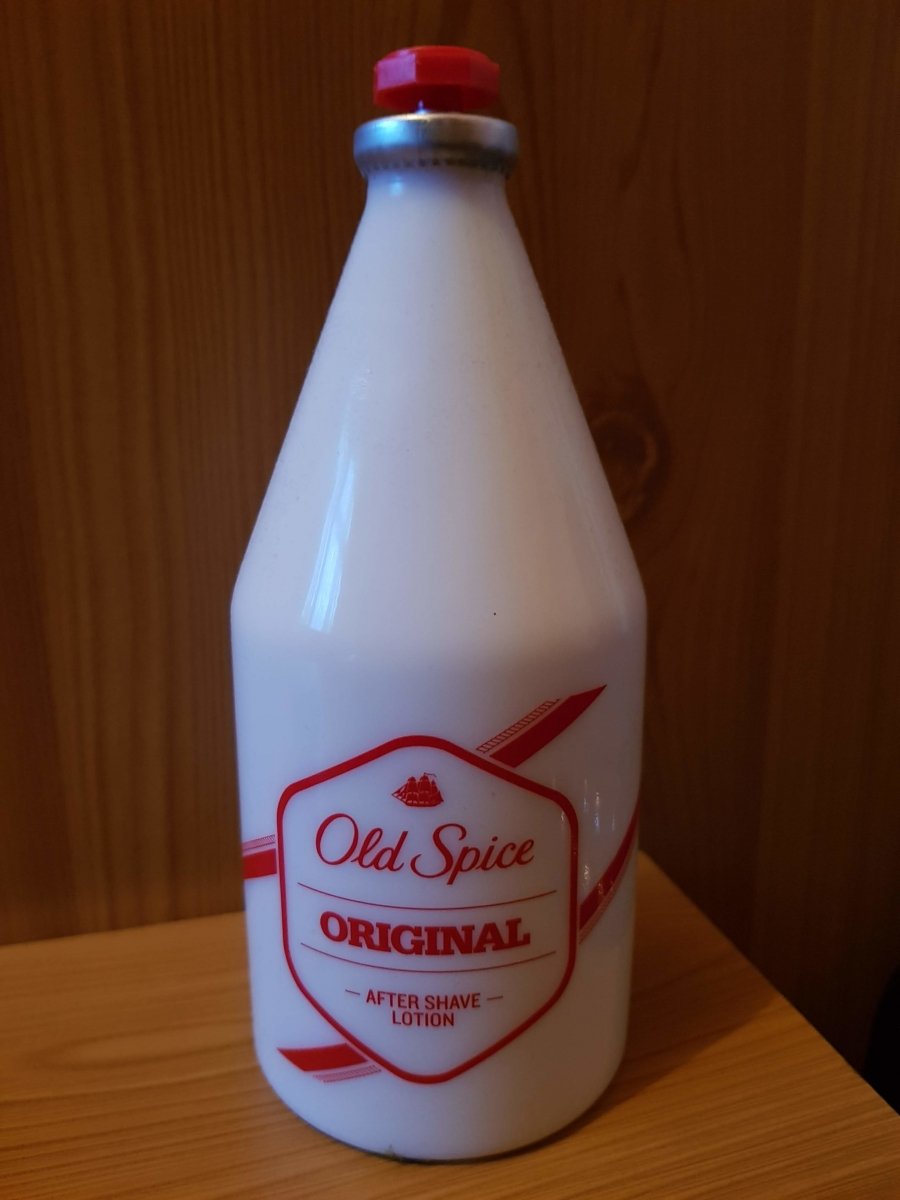 Old Spice
ORIGINAL
— AFTER SHAVE —
LOTION